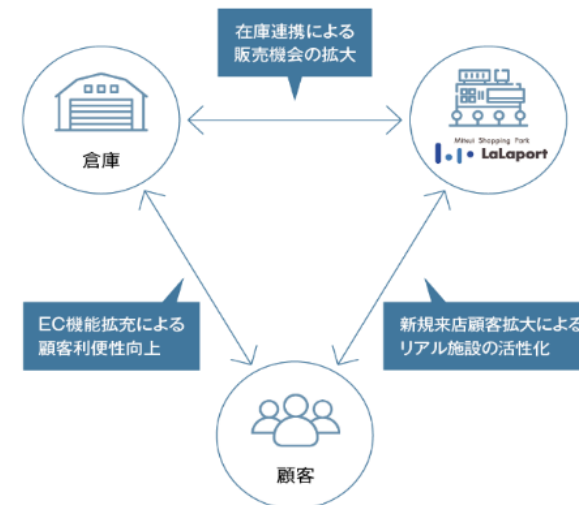 在庫連携による
販売機会の拡大
倉庫
Mitsui Shopping Park
LaLaport
EC機能拡充による
顧客利便性向上
新規来店顧客拡大による
リアル施設の活性化
顧客